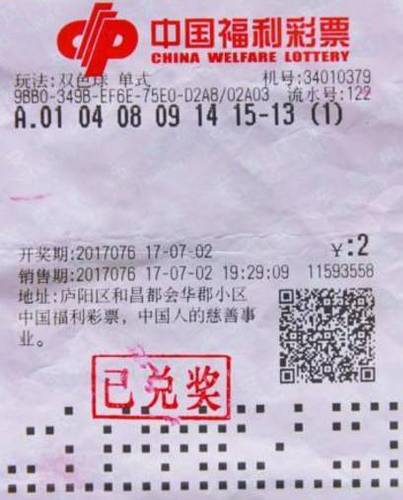 中国福利彩票
CHINA WELFARE LOTTERY
玩法:双色球 单式 机号:34010379
9BB0-349B-EF6E-75E0-D2A8/02A03 流水号:122
A.01 04 08 09 14 15-13 (1)
开奖期:2017076 17-07-02 ¥:2
销售期:2017076 17-07-02 19:29:09 11593558
地址:庐阳区和昌都会华郡小区
中国福利彩票，中国人的慈善事
业。
已兑奖